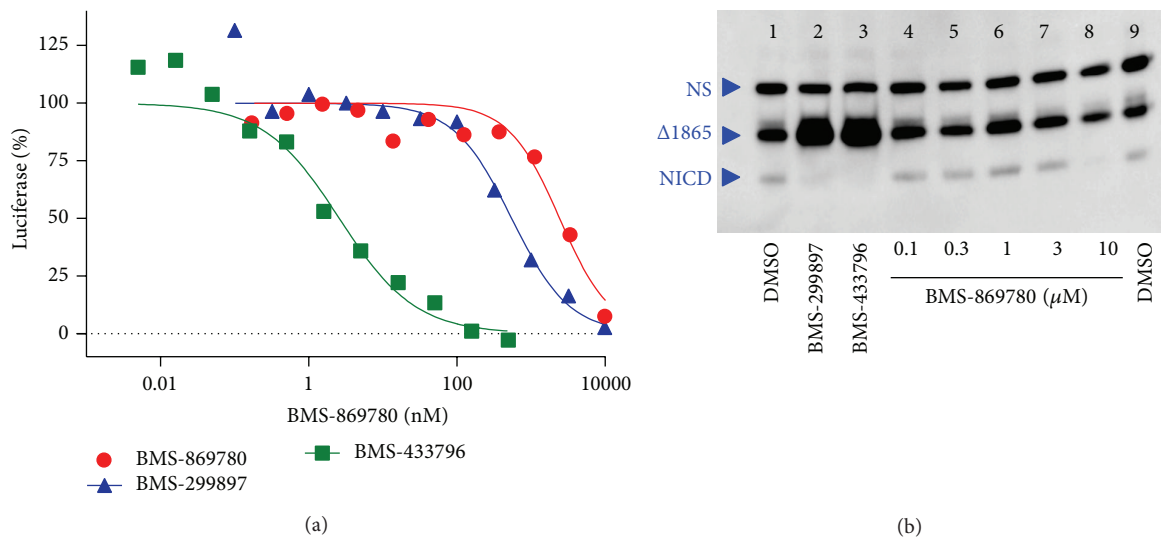 125
100
75
50
25
0
Luciferase (%)
0.01 1 100 10000
BMS-869780 (nM)
BMS-869780
BMS-299897
BMS-433796
(a)
1 2 3 4 5 6 7 8 9
NS
Δ1865
NICD
DMSO
BMS-299897
BMS-433796
0.1 0.3 1 3 10
BMS-869780 (μM)
DMSO
(b)